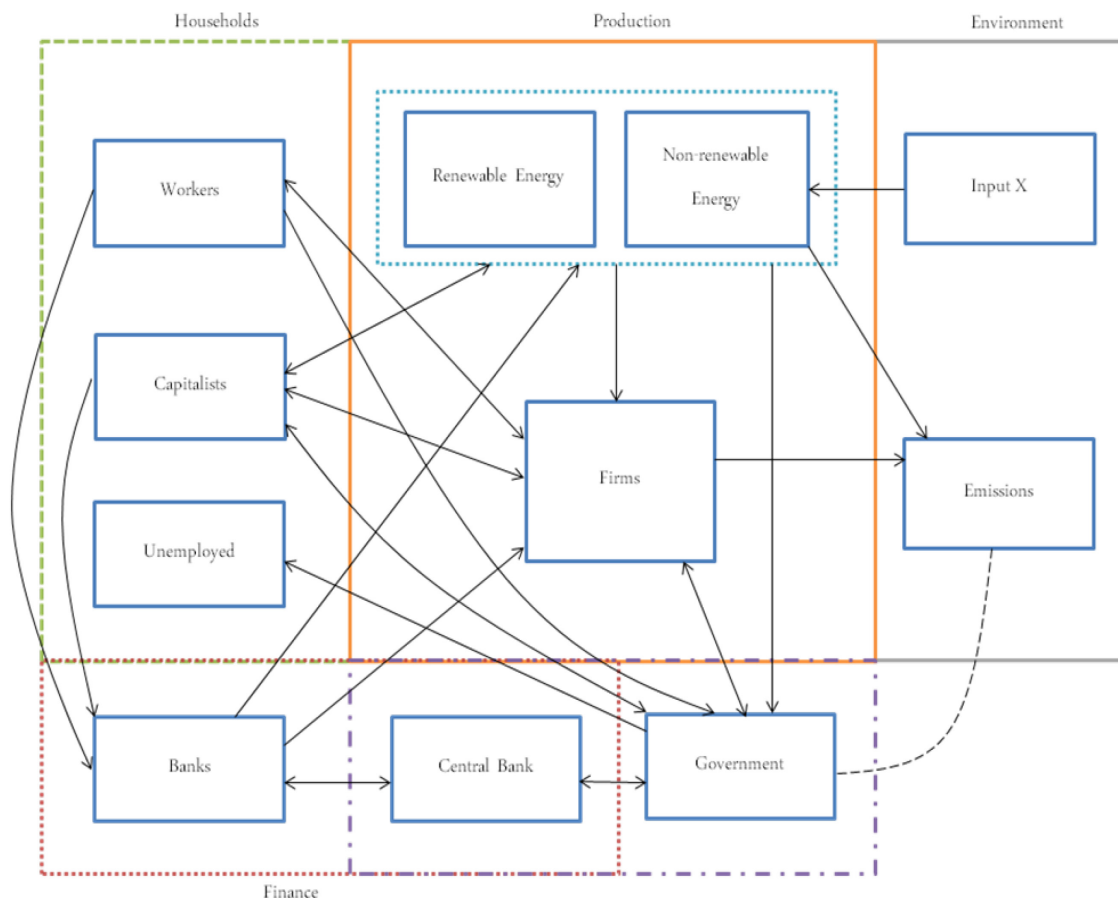 Households
Production
Environment
Workers
Renewable Energy
Non-renewable
Energy
Input X
Capitalists
Firms
Emissions
Unemployed
Banks
Central Bank
Government
Finance